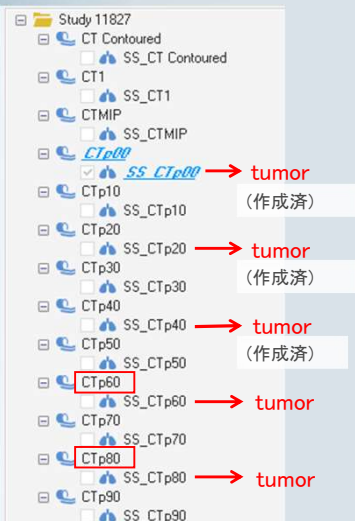 Study 11827
CT Contoured
SS_CT Contoured
CT1
SS_CT1
CTMIP
SS_CTMIP
CTp00
SS_CTp00 → tumor
(作成済)
CTp10
SS_CTp10
CTp20
SS_CTp20 → tumor
(作成済)
CTp30
SS_CTp30
CTp40
SS_CTp40 → tumor
(作成済)
CTp50
SS_CTp50
CTp60
SS_CTp60 → tumor
CTp70
SS_CTp70
CTp80
SS_CTp80 → tumor
CTp90
SS_CTp90